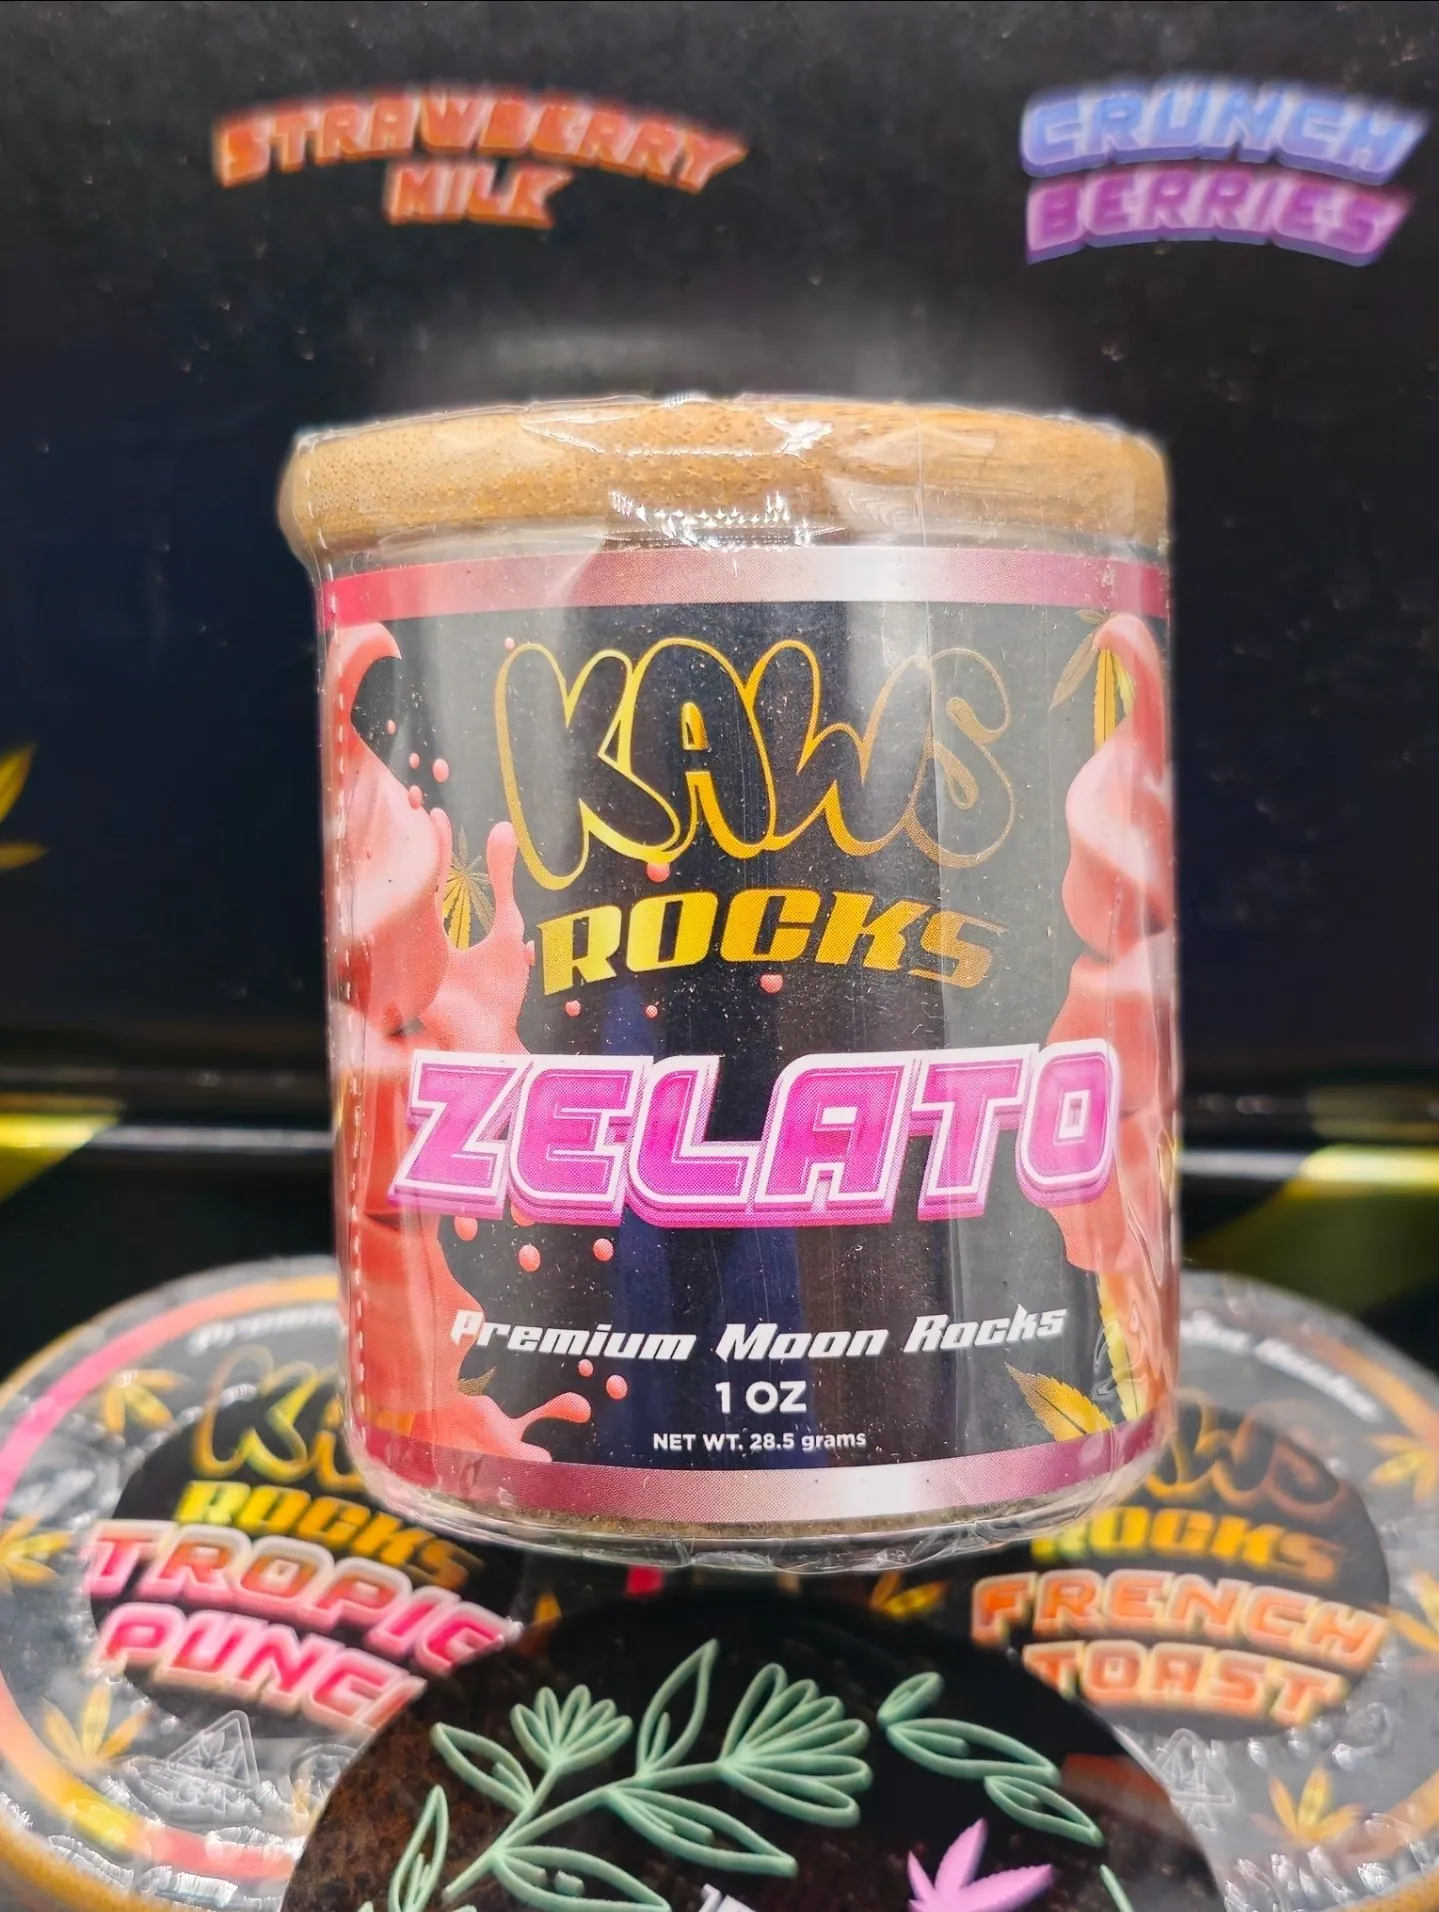 STRAWBERRY
MILK
CRUNCH
BERRIES
KAWS
ROCKS
ZELATO
Premium Moon Rocks
1 OZ
NET WT. 28.5 grams
ROCKS
TROPIC
PUNCH
ROCKS
FRENCH
TOAST